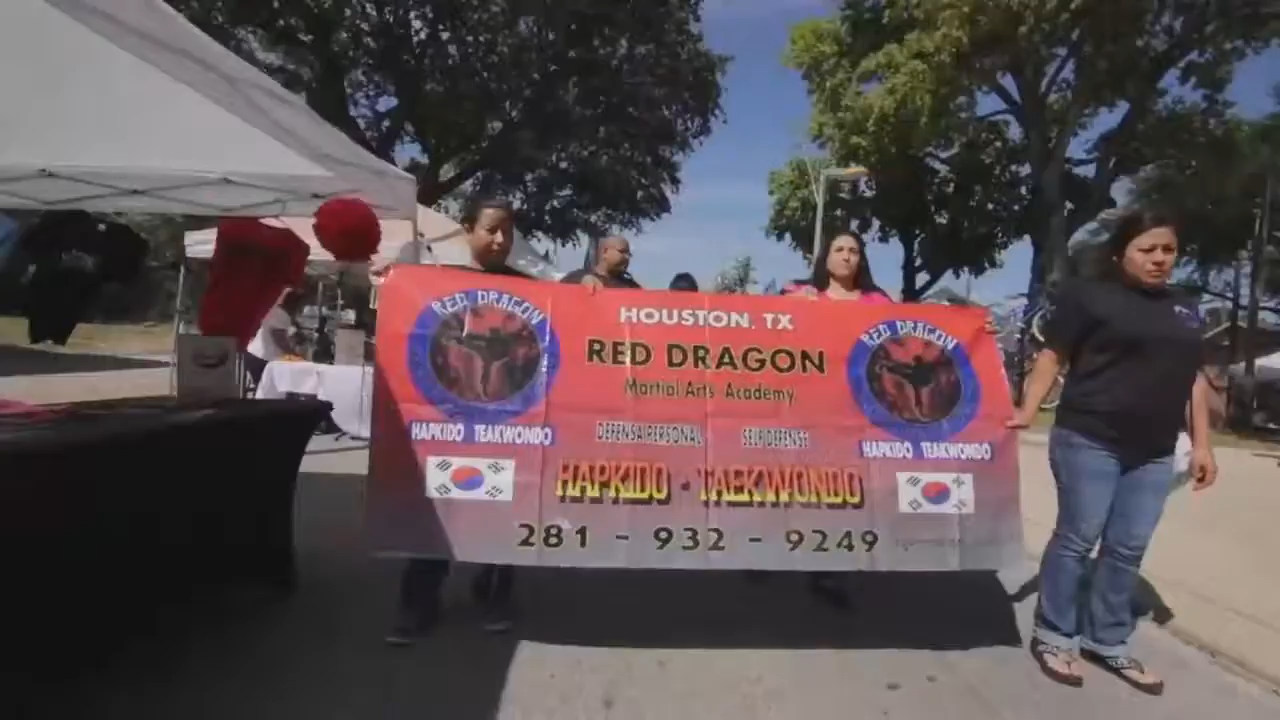 RED DRAGON
HAPKIDO TEAKWONDO
HOUSTON, TX
RED DRAGON
Martial Arts Academy
DEFENSA PERSONAL SELF DEFENSE
HAPKIDO - TAEKWONDO
281 - 932 - 9249
RED DRAGON
HAPKIDO TEAKWONDO